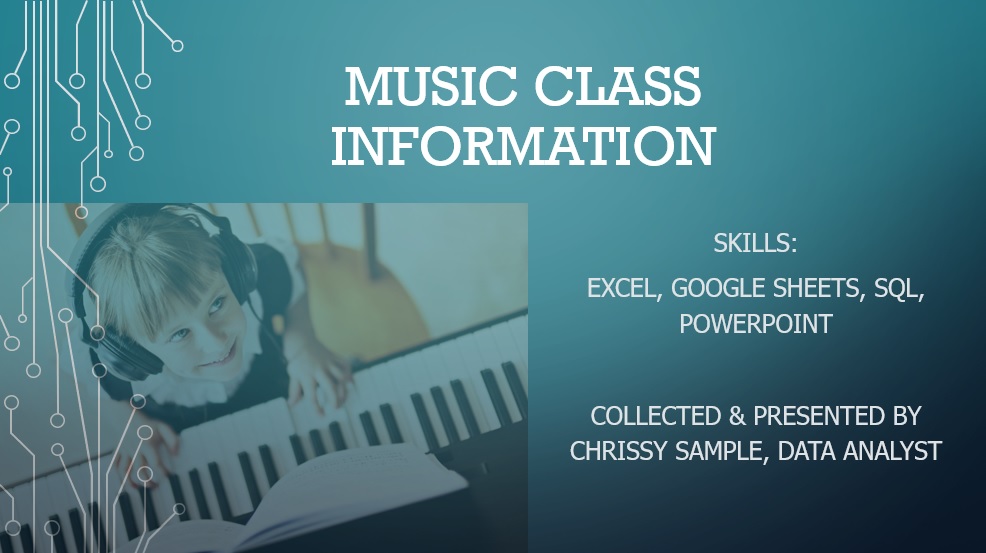 MUSIC CLASS
INFORMATION
SKILLS:
EXCEL, GOOGLE SHEETS, SQL,
POWERPOINT
COLLECTED & PRESENTED BY
CHRISSY SAMPLE, DATA ANALYST